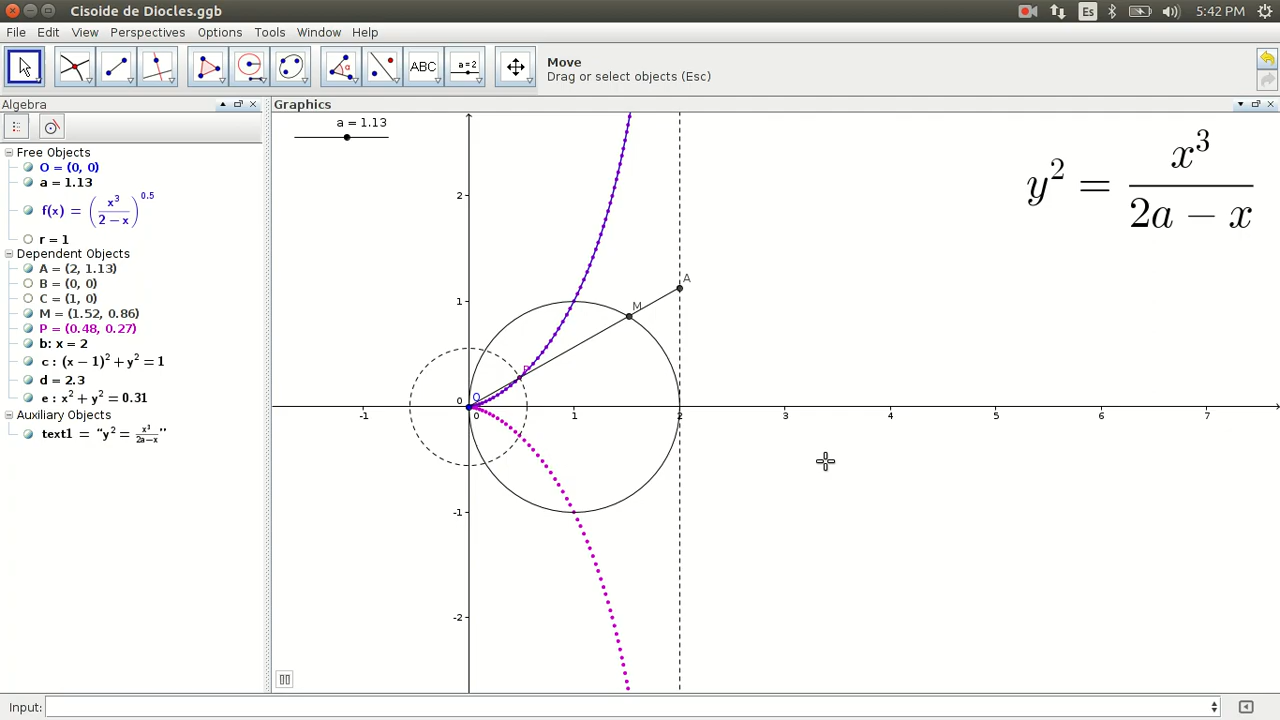 Cisoide de Diocles.ggb
Es
5:42 PM
File Edit View Perspectives Options Tools Window Help
ABC
a=2
Move
Drag or select objects (Esc)
Algebra
Graphics
Free Objects
O = (0, 0)
a = 1.13
f(x) = (x³ / 2 − x)^0.5
r = 1
Dependent Objects
A = (2, 1.13)
B = (0, 0)
C = (1, 0)
M = (1.52, 0.86)
P = (0.48, 0.27)
b: x = 2
c : (x − 1)² + y² = 1
d = 2.3
e : x² + y² = 0.31
Auxiliary Objects
text1 = “y² = x³ / 2a−x”
a = 1.13
y² = x³ / 2a − x
2
A
1
M
P
O
0
-1 0 1 2 3 4 5 6 7
-1
-2
Input: